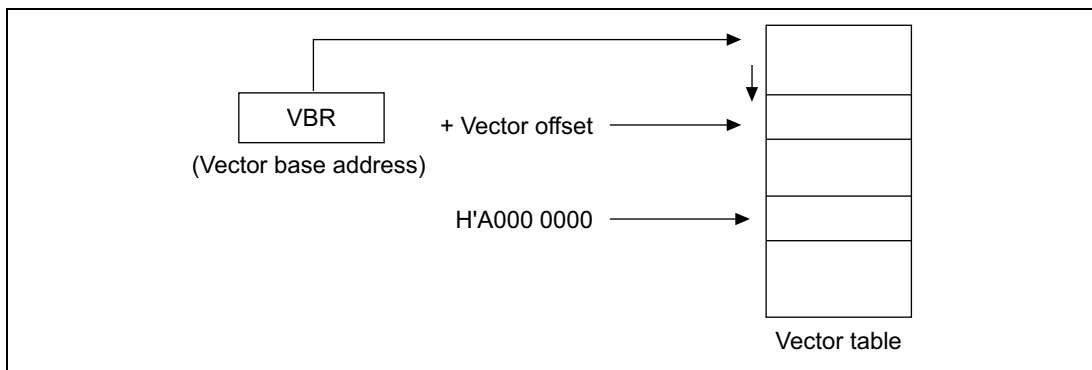 VBR
+ Vector offset
(Vector base address)
H'A000 0000
Vector table